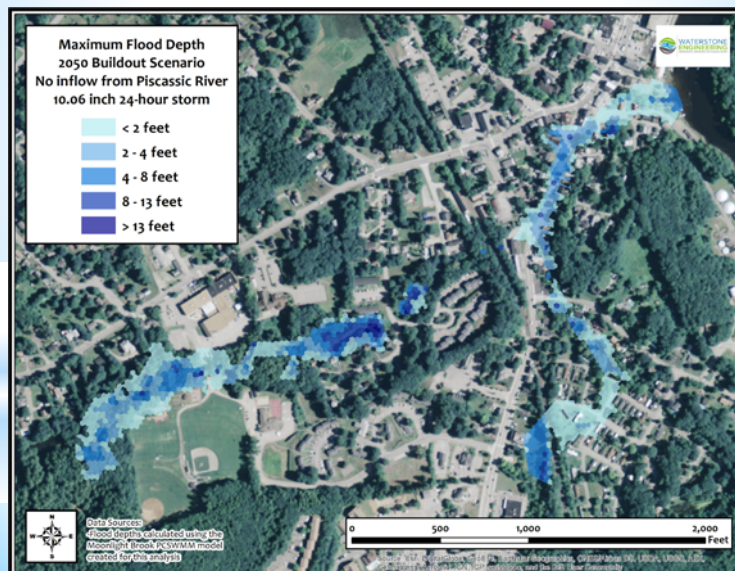 Maximum Flood Depth
2050 Buildout Scenario
No inflow from Piscassic River
10.06 inch 24-hour storm
< 2 feet
2 - 4 feet
4 - 8 feet
8 - 13 feet
> 13 feet
WATERSTONE
ENGINEERING
N
W E
S
Data Sources:
-Flood depths calculated using the
Moonlight Brook PCSWMM model
created for this analysis
0 500 1,000 2,000
Feet